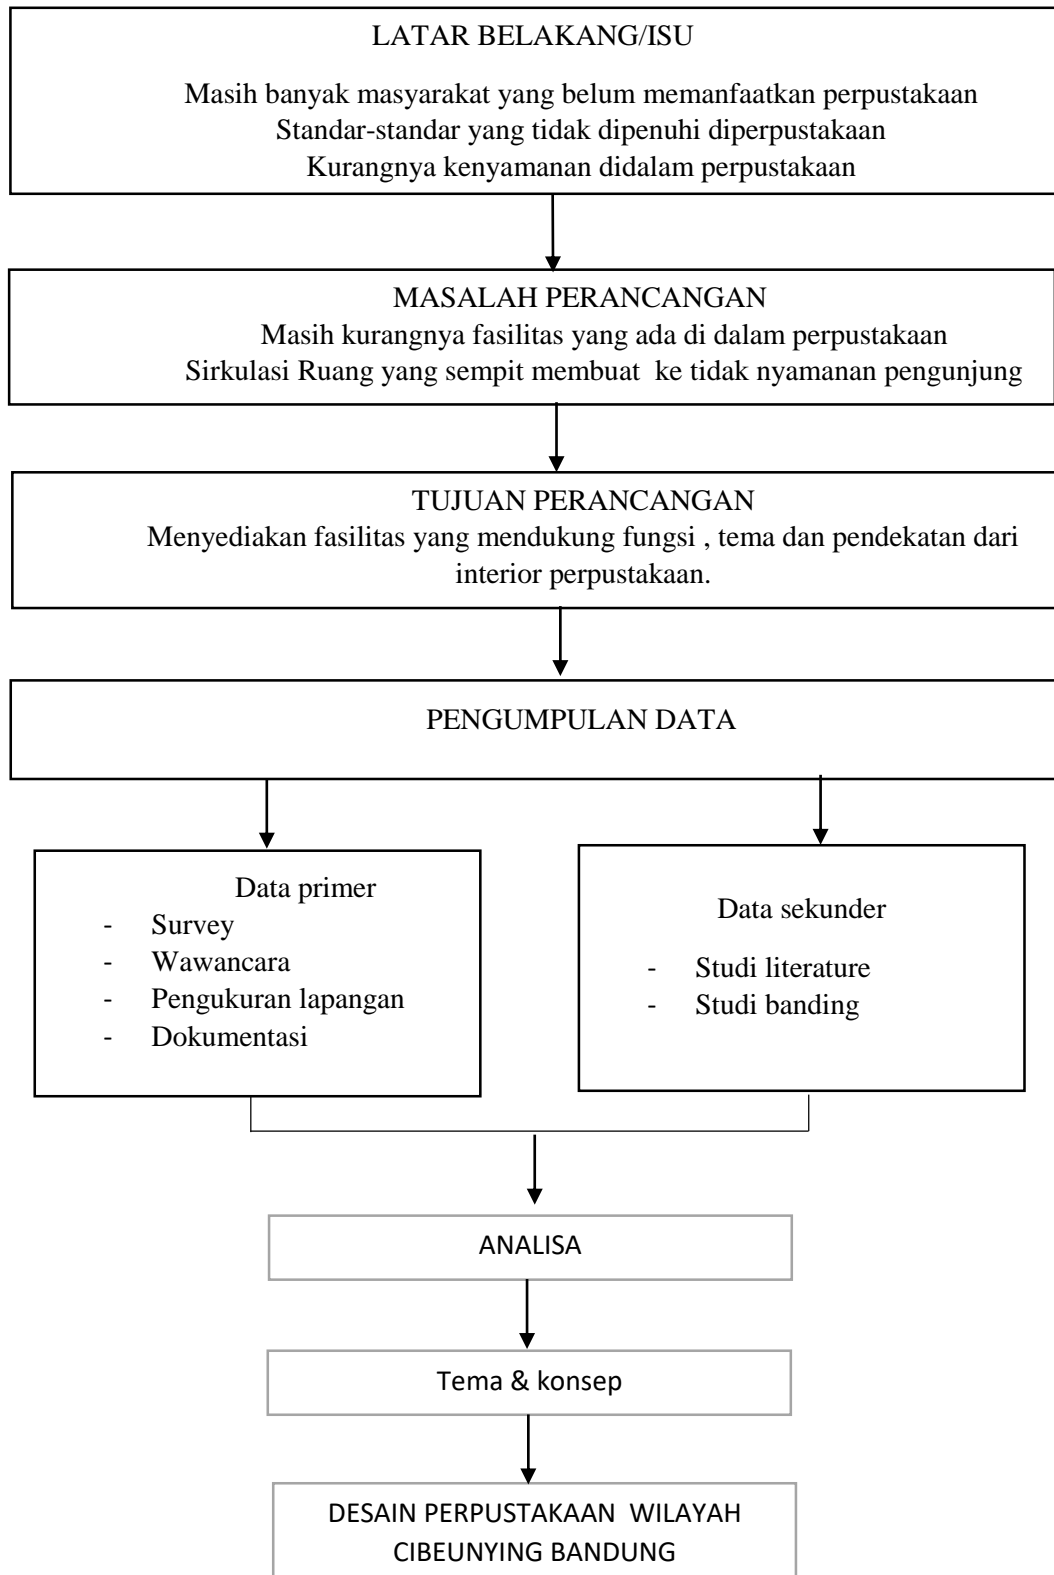 LATAR BELAKANG/ISU
Masih banyak masyarakat yang belum memanfaatkan perpustakaan
Standar-standar yang tidak dipenuhi diperpustakaan
Kurangnya kenyamanan didalam perpustakaan
MASALAH PERANCANGAN
Masih kurangnya fasilitas yang ada di dalam perpustakaan
Sirkulasi Ruang yang sempit membuat  ke tidak nyamanan pengunjung
TUJUAN PERANCANGAN
Menyediakan fasilitas yang mendukung fungsi , tema dan pendekatan dari
interior perpustakaan.
PENGUMPULAN DATA
Data primer
- Survey
- Wawancara
- Pengukuran lapangan
- Dokumentasi
Data sekunder
- Studi literature
- Studi banding
ANALISA
Tema & konsep
DESAIN PERPUSTAKAAN  WILAYAH
CIBEUNYING BANDUNG